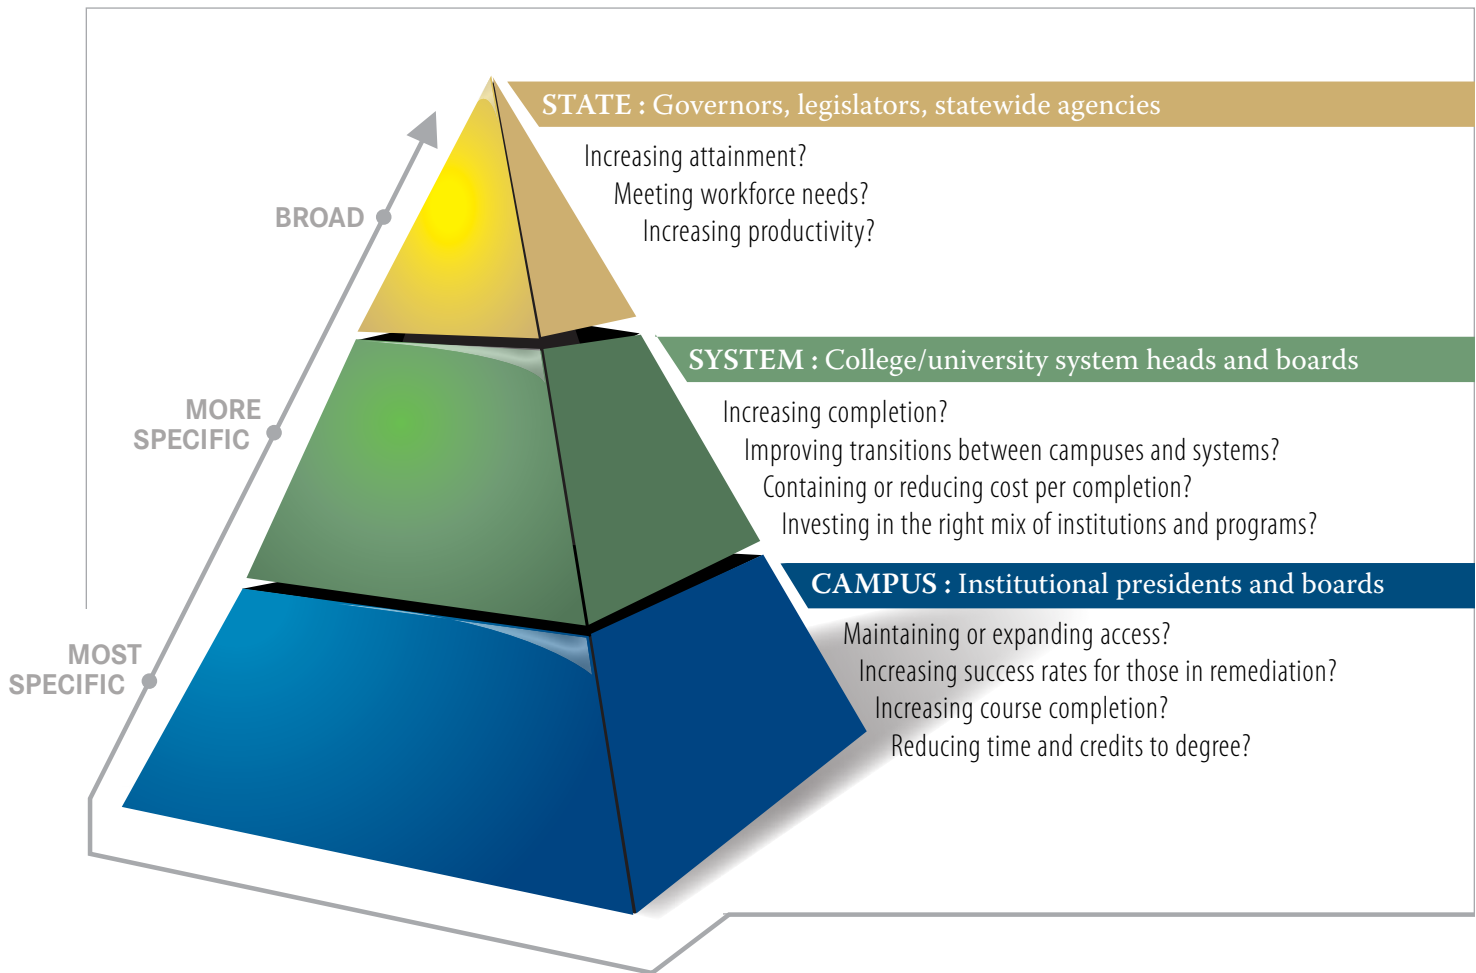 STATE : Governors, legislators, statewide agencies
Increasing attainment?
Meeting workforce needs?
Increasing productivity?
BROAD
SYSTEM : College/university system heads and boards
Increasing completion?
Improving transitions between campuses and systems?
Containing or reducing cost per completion?
Investing in the right mix of institutions and programs?
MORE
SPECIFIC
CAMPUS : Institutional presidents and boards
Maintaining or expanding access?
Increasing success rates for those in remediation?
Increasing course completion?
Reducing time and credits to degree?
MOST
SPECIFIC